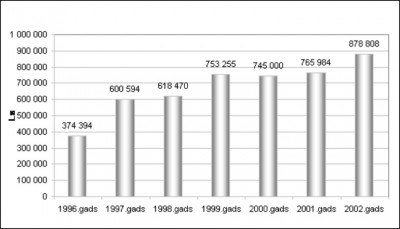 1 000 000
900 000
800 000
700 000
600 000
500 000
400 000
300 000
200 000
100 000
0
Ls
374 394
600 594
618 470
753 255
745 000
765 984
878 808
1996.gads
1997.gads
1998.gads
1999.gads
2000.gads
2001.gads
2002.gads